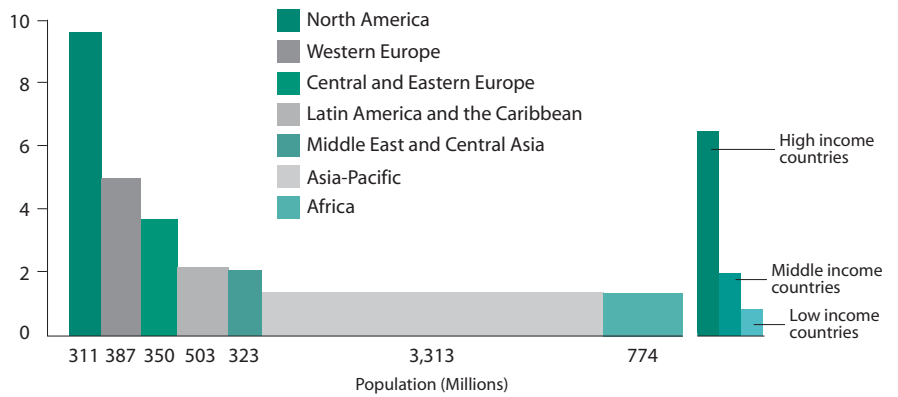 10
8
6
4
2
0
North America
Western Europe
Central and Eastern Europe
Latin America and the Caribbean
Middle East and Central Asia
Asia-Pacific
Africa
High income
countries
Middle income
countries
Low income
countries
311 387 350 503 323 3,313 774
Population (Millions)